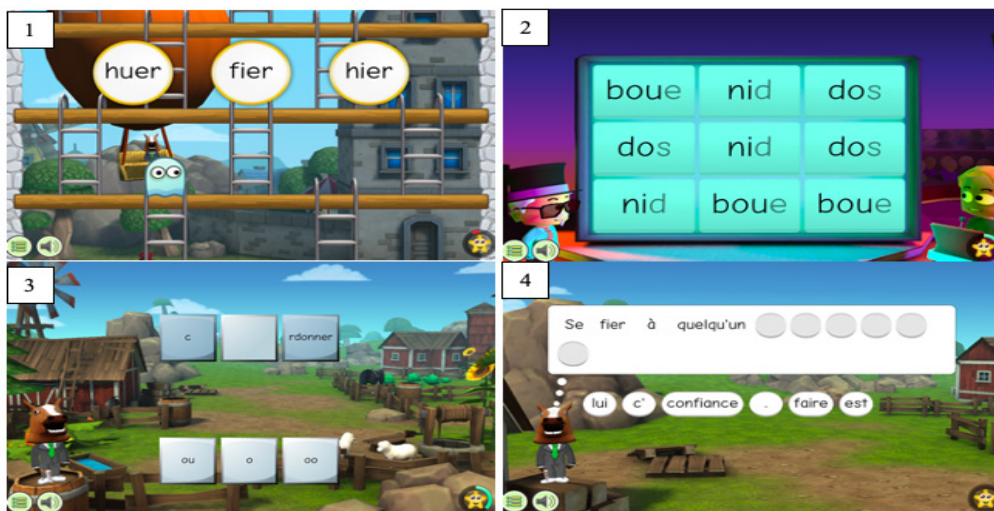 1
huer fier hier
2
boue nid dos
dos nid dos
nid boue boue
3
c rdonner
ou o oo
4
Se fier à quelqu'un
lui c' confiance . faire est